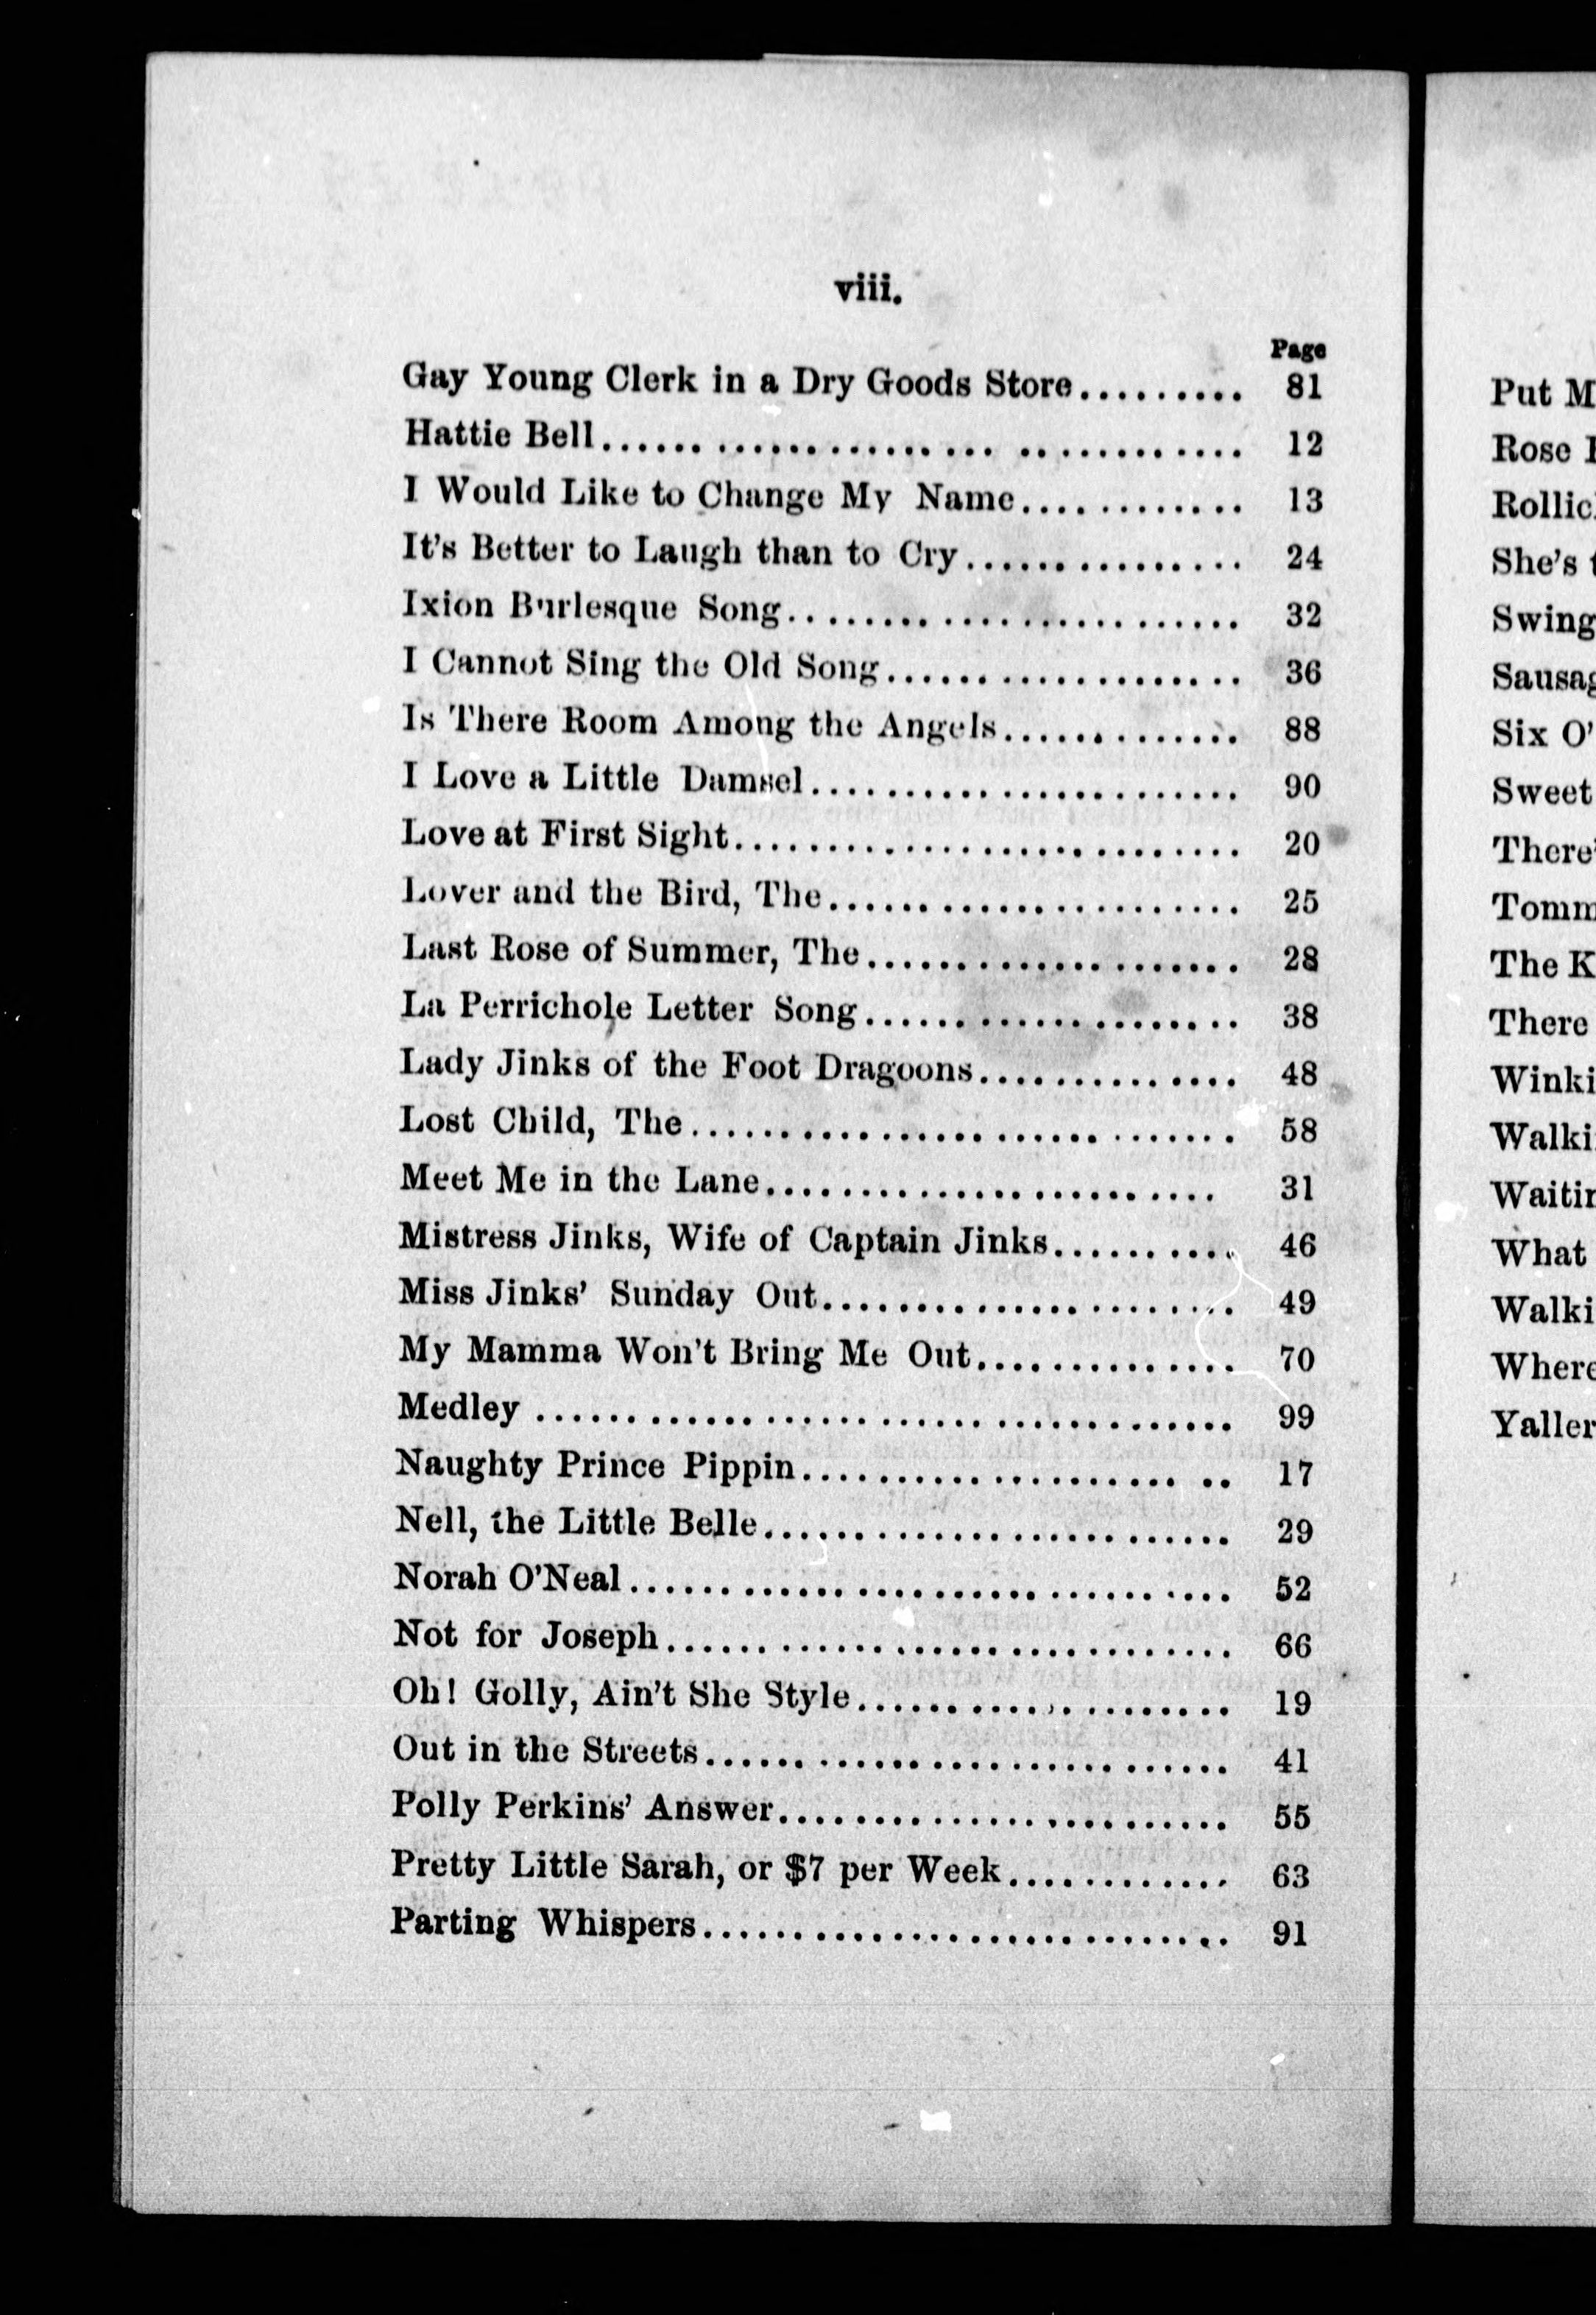 viii.
Page
Gay Young Clerk in a Dry Goods Store......... 81
Hattie Bell.................................. 12
I Would Like to Change My Name............ 13
It's Better to Laugh than to Cry............... 24
Ixion Burlesque Song........................ 32
I Cannot Sing the Old Song................... 36
Is There Room Among the Angels............. 88
I Love a Little Damsel....................... 90
Love at First Sight........................... 20
Lover and the Bird, The...................... 25
Last Rose of Summer, The.................... 28
La Perrichole Letter Song.................... 38
Lady Jinks of the Foot Dragoons.............. 48
Lost Child, The............................. 58
Meet Me in the Lane........................ 31
Mistress Jinks, Wife of Captain Jinks.......... 46
Miss Jinks' Sunday Out...................... 49
My Mamma Won't Bring Me Out.............. 70
Medley ..................................... 99
Naughty Prince Pippin...................... 17
Nell, the Little Belle......................... 29
Norah O'Neal................................ 52
Not for Joseph.............................. 66
Oh! Golly, Ain't She Style.................... 19
Out in the Streets............................ 41
Polly Perkins' Answer........................ 55
Pretty Little Sarah, or $7 per Week............ 63
Parting Whispers............................ 91
Put M
Rose
Rollic
She's
Swing
Sausag
Six O'
Sweet
There'
Tomm
The K
There
Winki
Walki
Waitin
What
Walki
Where
Yaller